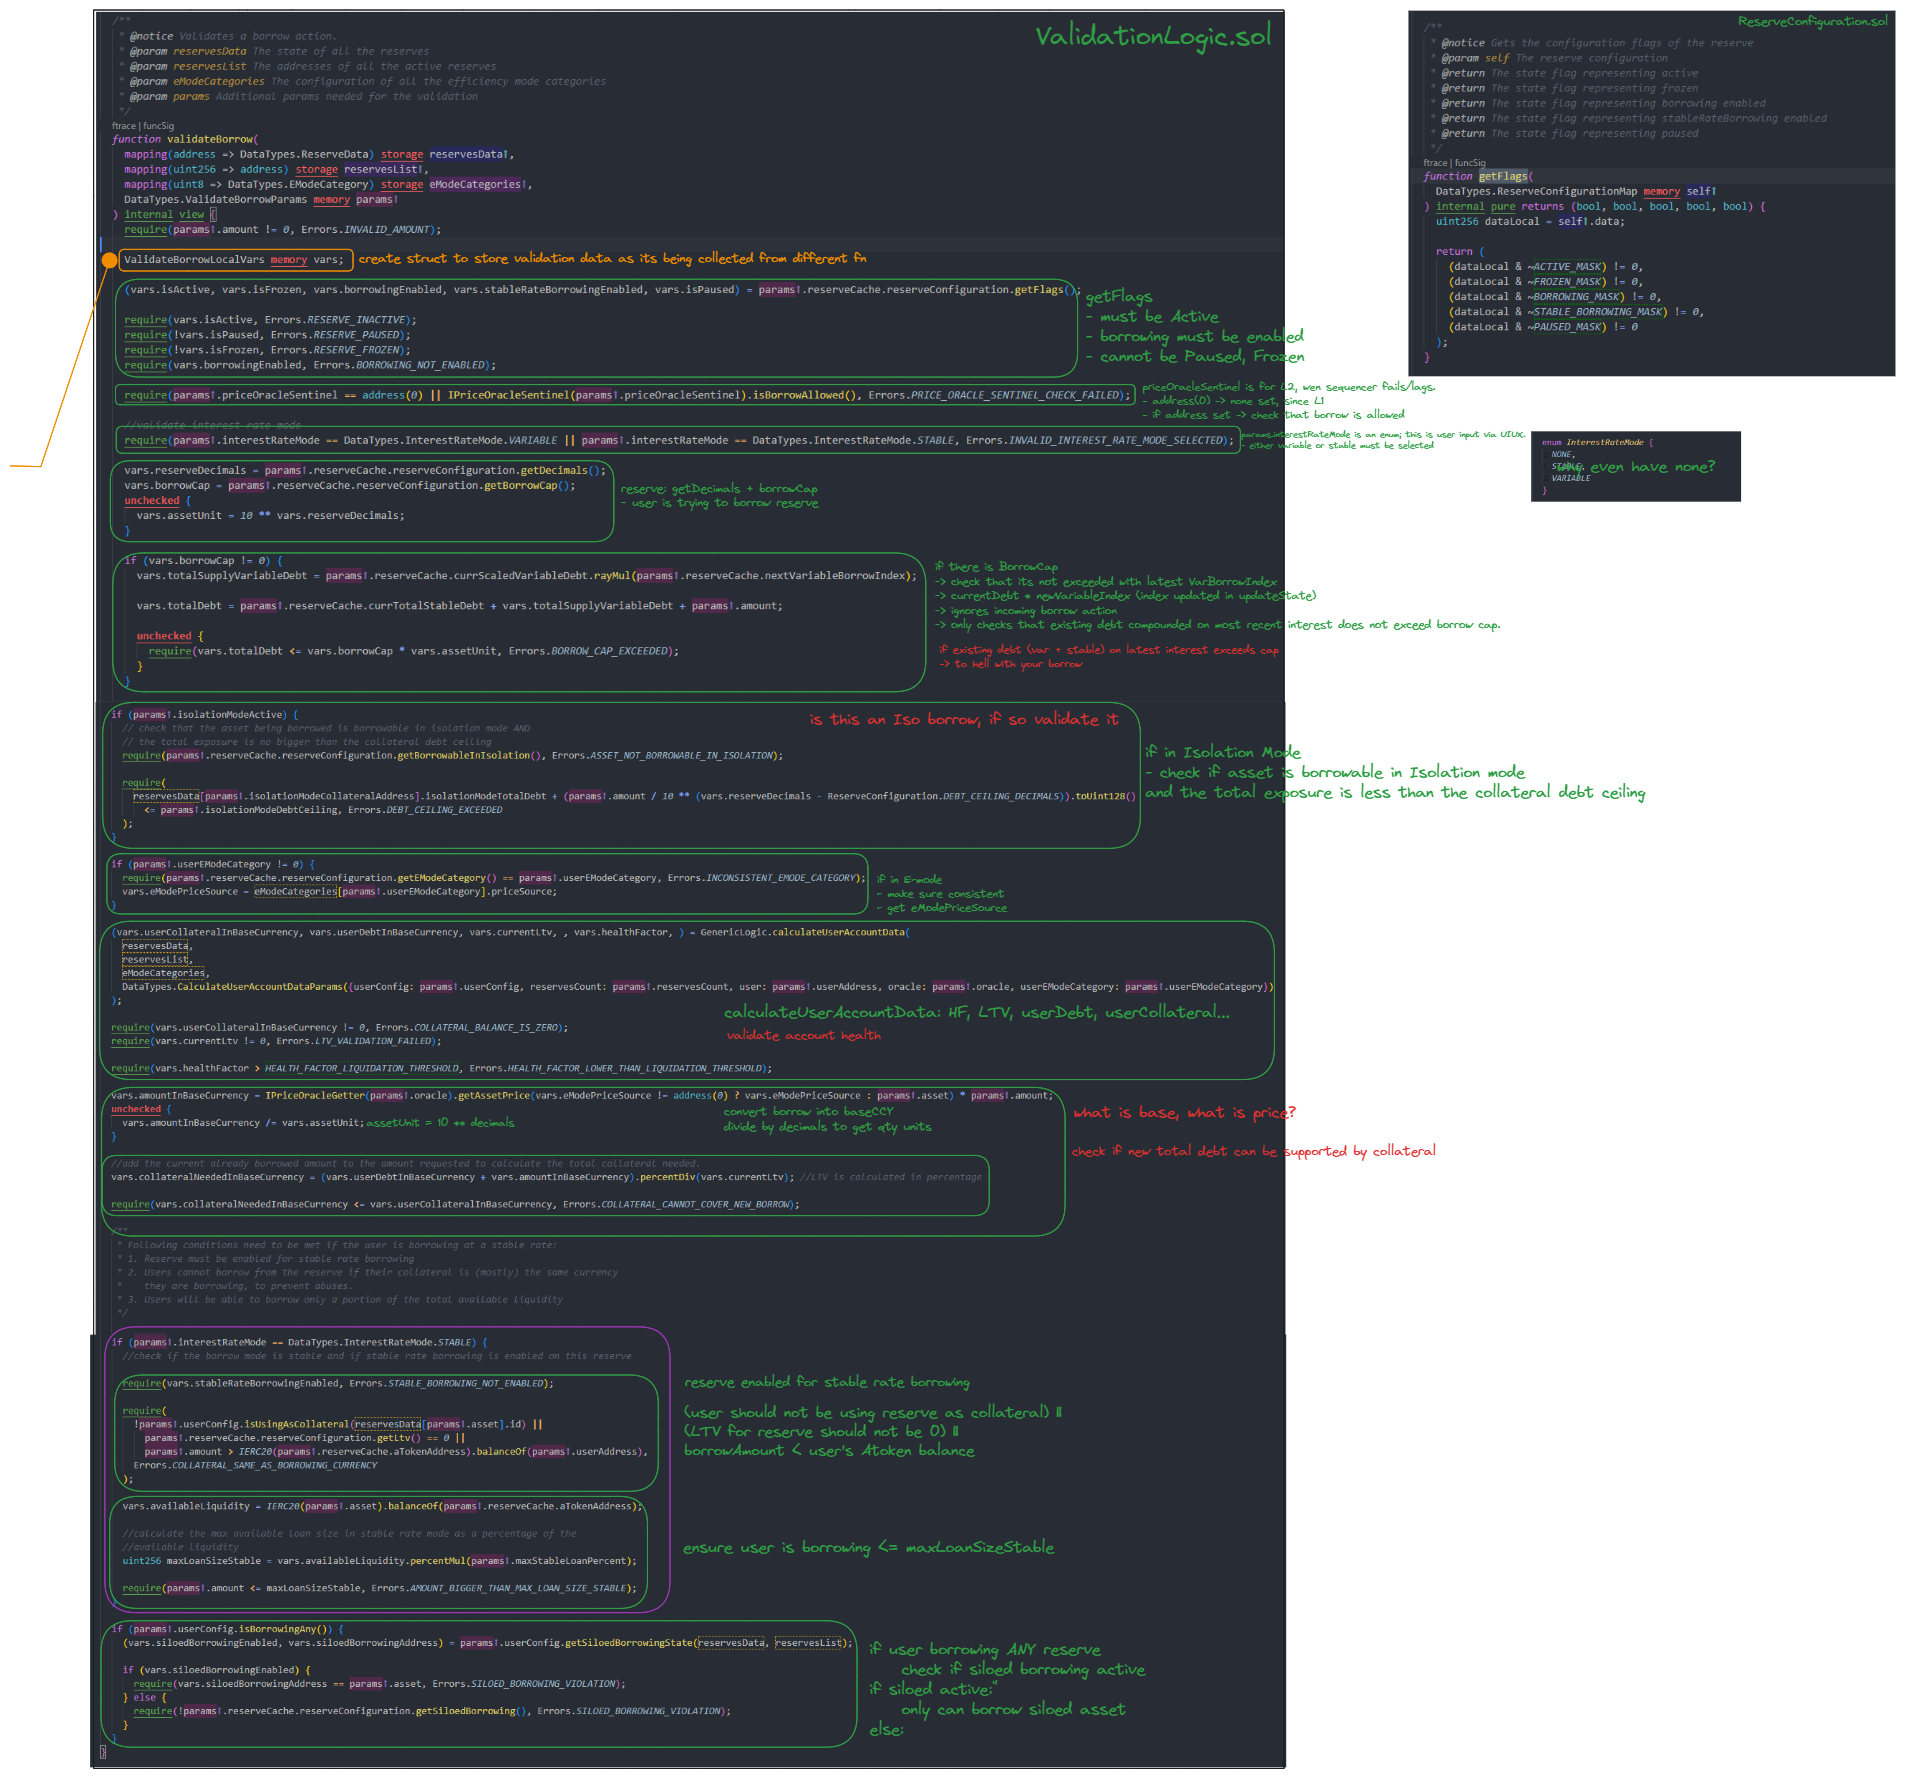 ValidationLogic.sol
/**
* @notice Validates a borrow action.
* @param reservesData The state of all the reserves
* @param reservesList The addresses of all the active reserves
* @param eModeCategories The configuration of all the efficiency mode categories
* @param params Additional params needed for the validation
*/
ftrace | funcSig
function validateBorrow(
mapping(address => DataTypes.ReserveData) storage reservesData↑,
mapping(uint256 => address) storage reservesList↑,
mapping(uint8 => DataTypes.EModeCategory) storage eModeCategories↑,
DataTypes.ValidateBorrowParams memory params↑
) internal view {
require(params↑.amount != 0, Errors.INVALID_AMOUNT);
ValidateBorrowLocalVars memory vars;
create struct to store validation data as its being collected from different fn
(vars.isActive, vars.isFrozen, vars.borrowingEnabled, vars.stableRateBorrowingEnabled, vars.isPaused) = params↑.reserveCache.reserveConfiguration.getFlags();
require(vars.isActive, Errors.RESERVE_INACTIVE);
require(!vars.isPaused, Errors.RESERVE_PAUSED);
require(!vars.isFrozen, Errors.RESERVE_FROZEN);
require(vars.borrowingEnabled, Errors.BORROWING_NOT_ENABLED);
getFlags
- must be Active
- borrowing must be enabled
- cannot be Paused, Frozen
require(params↑.priceOracleSentinel == address(0) || IPriceOracleSentinel(params↑.priceOracleSentinel).isBorrowAllowed(), Errors.PRICE_ORACLE_SENTINEL_CHECK_FAILED);
priceOracleSentinel is for L2, wen sequencer fails/lags.
- address(0) -> none set, since L1
- if address set -> check that borrow is allowed
//validate interest rate mode
require(params↑.interestRateMode == DataTypes.InterestRateMode.VARIABLE || params↑.interestRateMode == DataTypes.InterestRateMode.STABLE, Errors.INVALID_INTEREST_RATE_MODE_SELECTED);
params.interestRateMode is an enum; this is user input via UIUX.
- either variable or stable must be selected
vars.reserveDecimals = params↑.reserveCache.reserveConfiguration.getDecimals();
vars.borrowCap = params↑.reserveCache.reserveConfiguration.getBorrowCap();
unchecked {
vars.assetUnit = 10 ** vars.reserveDecimals;
}
reserve: getDecimals + borrowCap
- user is trying to borrow reserve
if (vars.borrowCap != 0) {
vars.totalSupplyVariableDebt = params↑.reserveCache.currScaledVariableDebt.rayMul(params↑.reserveCache.nextVariableBorrowIndex);
vars.totalDebt = params↑.reserveCache.currTotalStableDebt + vars.totalSupplyVariableDebt + params↑.amount;
unchecked {
require(vars.totalDebt <= vars.borrowCap * vars.assetUnit, Errors.BORROW_CAP_EXCEEDED);
}
}
if there is BorrowCap
-> check that its not exceeded with latest VarBorrowIndex
-> currentDebt * newVariableIndex (index updated in updateState)
-> ignores incoming borrow action
-> only checks that existing debt compounded on most recent interest does not exceed borrow cap.
if existing debt (var + stable) on latest interest exceeds cap
-> to hell with your borrow
if (params↑.isolationModeActive) {
// check that the asset being borrowed is borrowable in isolation mode AND
// the total exposure is no bigger than the collateral debt ceiling
require(params↑.reserveCache.reserveConfiguration.getBorrowableInIsolation(), Errors.ASSET_NOT_BORROWABLE_IN_ISOLATION);
require(
reservesData[params↑.isolationModeCollateralAddress].isolationModeTotalDebt + (params↑.amount / 10 ** (vars.reserveDecimals - ReserveConfiguration.DEBT_CEILING_DECIMALS)).toUint128()
<= params↑.isolationModeDebtCeiling, Errors.DEBT_CEILING_EXCEEDED
);
}
is this an Iso borrow, if so validate it
if in Isolation Mode
- check if asset is borrowable in Isolation mode
and the total exposure is less than the collateral debt ceiling
if (params↑.userEModeCategory != 0) {
require(params↑.reserveCache.reserveConfiguration.getEModeCategory() == params↑.userEModeCategory, Errors.INCONSISTENT_EMODE_CATEGORY);
vars.eModePriceSource = eModeCategories[params↑.userEModeCategory].priceSource;
}
if in E-mode
- make sure consistent
- get eModePriceSource
(vars.userCollateralInBaseCurrency, vars.userDebtInBaseCurrency, vars.currentLtv, , vars.healthFactor, ) = GenericLogic.calculateUserAccountData(
reservesData,
reservesList,
eModeCategories,
DataTypes.CalculateUserAccountDataParams({userConfig: params↑.userConfig, reservesCount: params↑.reservesCount, user: params↑.userAddress, oracle: params↑.oracle, userEModeCategory: params↑.userEModeCategory})
);
calculateUserAccountData: HF, LTV, userDebt, userCollateral...
validate account health
require(vars.userCollateralInBaseCurrency != 0, Errors.COLLATERAL_BALANCE_IS_ZERO);
require(vars.currentLtv != 0, Errors.LTV_VALIDATION_FAILED);
require(vars.healthFactor > HEALTH_FACTOR_LIQUIDATION_THRESHOLD, Errors.HEALTH_FACTOR_LOWER_THAN_LIQUIDATION_THRESHOLD);
vars.amountInBaseCurrency = IPriceOracleGetter(params↑.oracle).getAssetPrice(vars.eModePriceSource != address(0) ? vars.eModePriceSource : params↑.asset) * params↑.amount;
unchecked {
vars.amountInBaseCurrency /= vars.assetUnit; assetUnit = 10 ** decimals
}
convert borrow into baseCCY
divide by decimals to get qty units
what is base, what is price?
check if new total debt can be supported by collateral
//add the current already borrowed amount to the amount requested to calculate the total collateral needed.
vars.collateralNeededInBaseCurrency = (vars.userDebtInBaseCurrency + vars.amountInBaseCurrency).percentDiv(vars.currentLtv); //LTV is calculated in percentage
require(vars.collateralNeededInBaseCurrency <= vars.userCollateralInBaseCurrency, Errors.COLLATERAL_CANNOT_COVER_NEW_BORROW);
/**
* Following conditions need to be met if the user is borrowing at a stable rate:
* 1. Reserve must be enabled for stable rate borrowing
* 2. Users cannot borrow from the reserve if their collateral is (mostly) the same currency
* they are borrowing, to prevent abuses.
* 3. Users will be able to borrow only a portion of the total available liquidity
*/
if (params↑.interestRateMode == DataTypes.InterestRateMode.STABLE) {
//check if the borrow mode is stable and if stable rate borrowing is enabled on this reserve
require(vars.stableRateBorrowingEnabled, Errors.STABLE_BORROWING_NOT_ENABLED);
require(
!params↑.userConfig.isUsingAsCollateral(reservesData[params↑.asset].id) ||
params↑.reserveCache.reserveConfiguration.getLtv() == 0 ||
params↑.amount > IERC20(params↑.reserveCache.aTokenAddress).balanceOf(params↑.userAddress),
Errors.COLLATERAL_SAME_AS_BORROWING_CURRENCY
);
reserve enabled for stable rate borrowing
(user should not be using reserve as collateral) ||
(LTV for reserve should not be 0) ||
borrowAmount < user's Atoken balance
vars.availableLiquidity = IERC20(params↑.asset).balanceOf(params↑.reserveCache.aTokenAddress);
//calculate the max available loan size in stable rate mode as a percentage of the
//available liquidity
uint256 maxLoanSizeStable = vars.availableLiquidity.percentMul(params↑.maxStableLoanPercent);
require(params↑.amount <= maxLoanSizeStable, Errors.AMOUNT_BIGGER_THAN_MAX_LOAN_SIZE_STABLE);
}
ensure user is borrowing <= maxLoanSizeStable
if (params↑.userConfig.isBorrowingAny()) {
(vars.siloedBorrowingEnabled, vars.siloedBorrowingAddress) = params↑.userConfig.getSiloedBorrowingState(reservesData, reservesList);
if (vars.siloedBorrowingEnabled) {
require(vars.siloedBorrowingAddress == params↑.asset, Errors.SILOED_BORROWING_VIOLATION);
} else {
require(!params↑.reserveCache.reserveConfiguration.getSiloedBorrowing(), Errors.SILOED_BORROWING_VIOLATION);
}
}
}
if user borrowing ANY reserve
check if siloed borrowing active
if siloed active:"
only can borrow siloed asset
else:
ReserveConfiguration.sol
/**
* @notice Gets the configuration flags of the reserve
* @param self The reserve configuration
* @return The state flag representing active
* @return The state flag representing frozen
* @return The state flag representing borrowing enabled
* @return The state flag representing stableRateBorrowing enabled
* @return The state flag representing paused
*/
ftrace | funcSig
function getFlags(
DataTypes.ReserveConfigurationMap memory self↑
) internal pure returns (bool, bool, bool, bool, bool) {
uint256 dataLocal = self↑.data;
return (
(dataLocal & ~ACTIVE_MASK) != 0,
(dataLocal & ~FROZEN_MASK) != 0,
(dataLocal & ~BORROWING_MASK) != 0,
(dataLocal & ~STABLE_BORROWING_MASK) != 0,
(dataLocal & ~PAUSED_MASK) != 0
);
}
enum InterestRateMode {
NONE,
STABLE,
VARIABLE
}
why even have none?